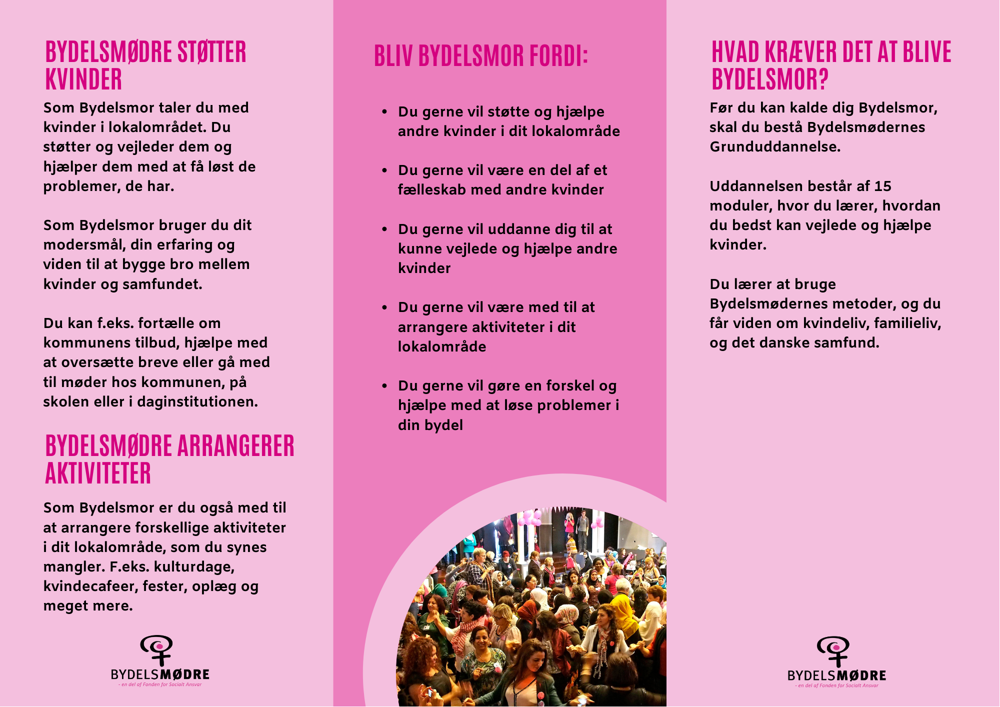 BYDELSMØDRE STØTTER
KVINDER
Som Bydelsmor taler du med
kvinder i lokalområdet. Du
støtter og vejleder dem og
hjælper dem med at få løst de
problemer, de har.
Som Bydelsmor bruger du dit
modersmål, din erfaring og
viden til at bygge bro mellem
kvinder og samfundet.
Du kan f.eks. fortælle om
kommunens tilbud, hjælpe med
at oversætte breve eller gå med
til møder hos kommunen, på
skolen eller i daginstitutionen.
BYDELSMØDRE ARRANGERER
AKTIVITETER
Som Bydelsmor er du også med til
at arrangere forskellige aktiviteter
i dit lokalområde, som du synes
mangler. F.eks. kulturdage,
kvindecafeer, fester, oplæg og
meget mere.
BYDELSMØDRE
- en del af Fonden for Socialt Ansvar
BLIV BYDELSMOR FORDI:
• Du gerne vil støtte og hjælpe
andre kvinder i dit lokalområde
• Du gerne vil være en del af et
fælleskab med andre kvinder
• Du gerne vil uddanne dig til at
kunne vejlede og hjælpe andre
kvinder
• Du gerne vil være med til at
arrangere aktiviteter i dit
lokalområde
• Du gerne vil gøre en forskel og
hjælpe med at løse problemer i
din bydel
HVAD KRÆVER DET AT BLIVE
BYDELSMOR?
Før du kan kalde dig Bydelsmor,
skal du bestå Bydelsmødernes
Grunduddannelse.
Uddannelsen består af 15
moduler, hvor du lærer, hvordan
du bedst kan vejlede og hjælpe
kvinder.
Du lærer at bruge
Bydelsmødernes metoder, og du
får viden om kvindeliv, familieliv,
og det danske samfund.
BYDELSMØDRE
- en del af Fonden for Socialt Ansvar